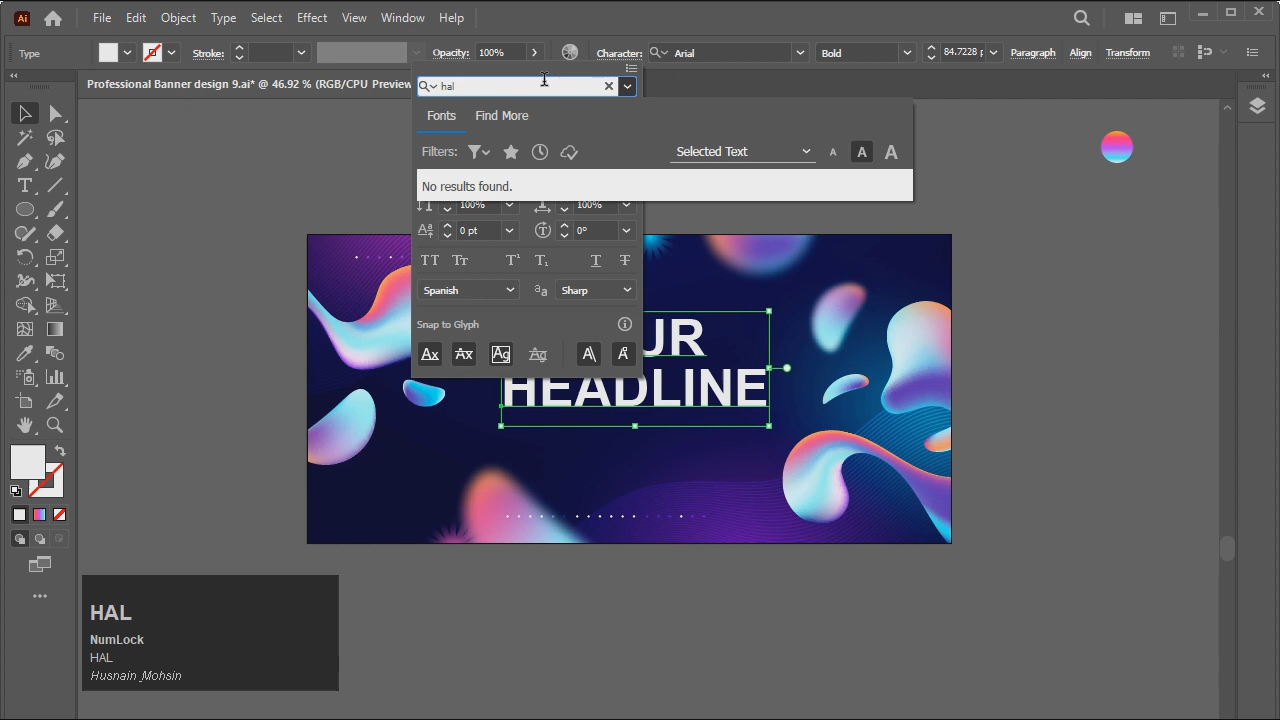 File Edit Object Type Select Effect View Window Help
Type Stroke: Opacity: 100% Character: Arial Bold 84.7228 p Paragraph Align Transform
Professional Banner design 9.ai* @ 46.92 % (RGB/CPU Preview
hal
Fonts Find More
Filters: Selected Text
No results found.
100% 100%
0 pt 0°
Spanish Sharp
Snap to Glyph
UR
HEADLINE
HAL
NumLock
HAL
Husnain_Mohsin